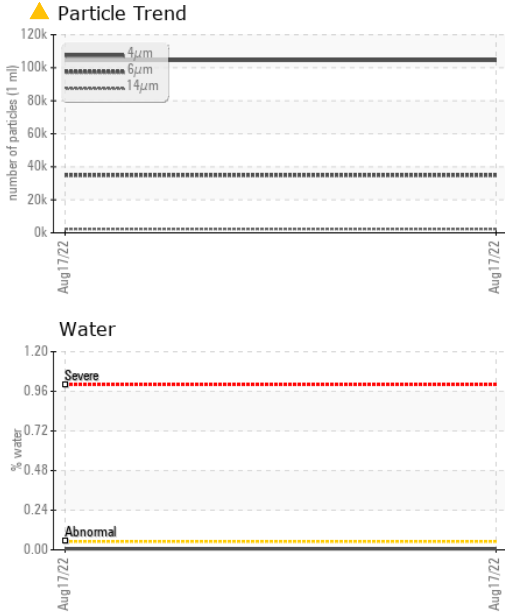 Particle Trend
120k
100k
80k
60k
40k
20k
0k
number of particles (1 ml)
4μm
6μm
14μm
Aug17/22
Aug17/22
Water
1.20
0.96
0.72
0.48
0.24
0.00
% water
Severe
Abnormal
Aug17/22
Aug17/22